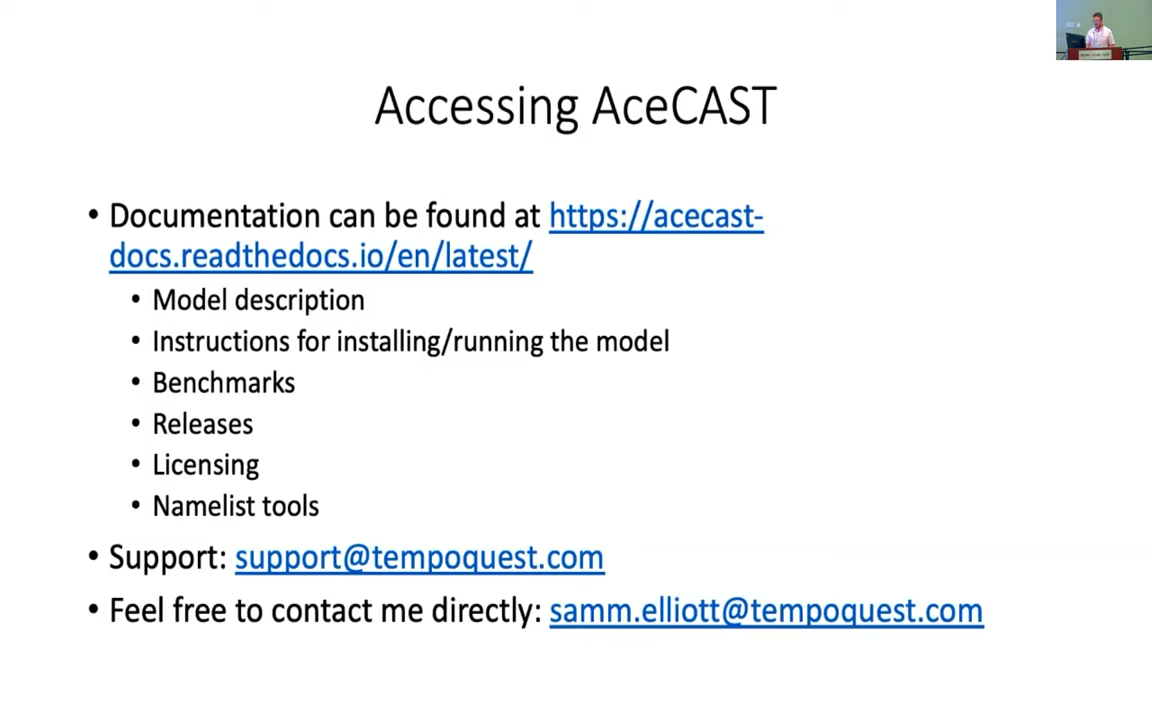 Accessing AceCAST
• Documentation can be found at https://acecast-
docs.readthedocs.io/en/latest/
• Model description
• Instructions for installing/running the model
• Benchmarks
• Releases
• Licensing
• Namelist tools
• Support: support@tempoquest.com
• Feel free to contact me directly: samm.elliott@tempoquest.com